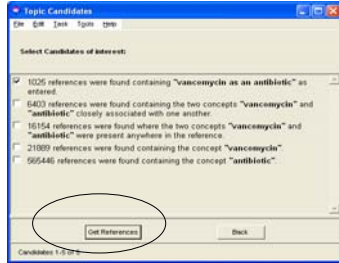 Topic Candidates
File Edit Task Tools Help
Select Candidates of interest:
1025 references were found containing "vancomycin as an antibiotic" as
entered.
6403 references were found containing the two concepts "vancomycin" and
"antibiotic" closely associated with one another.
16154 references were found where the two concepts "vancomycin" and
"antibiotic" were present anywhere in the reference.
21889 references were found containing the concept "vancomycin".
565446 references were found containing the concept "antibiotic".
Get References Back
Candidates 1-5 of 5